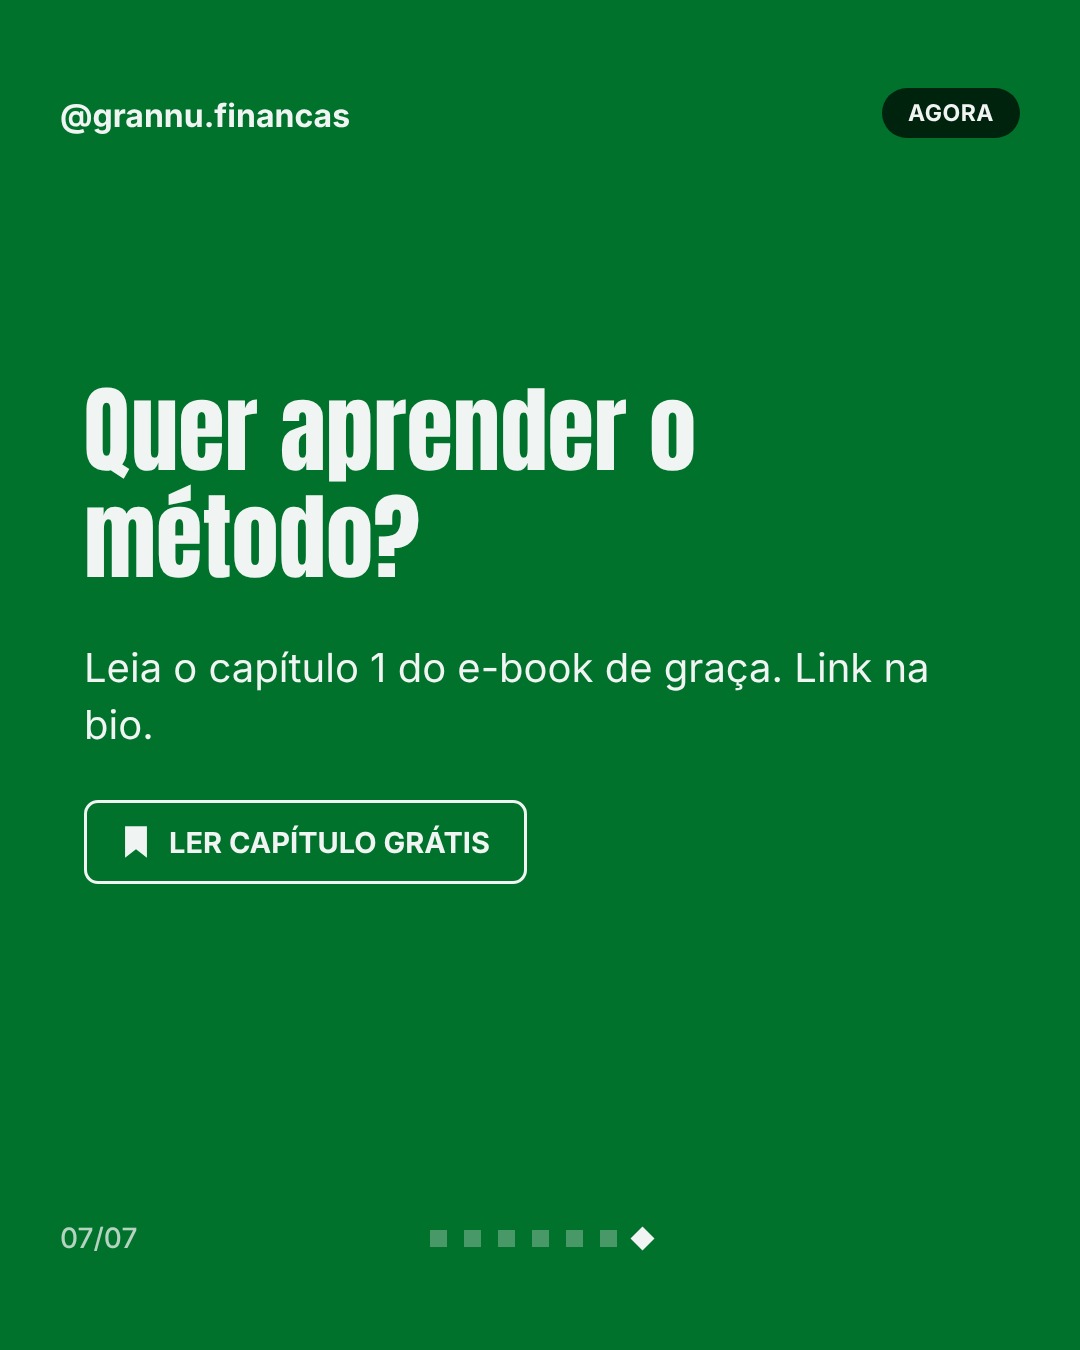 @grannu.financas
AGORA
Quer aprender o
método?
Leia o capítulo 1 do e-book de graça. Link na
bio.
LER CAPÍTULO GRÁTIS
07/07